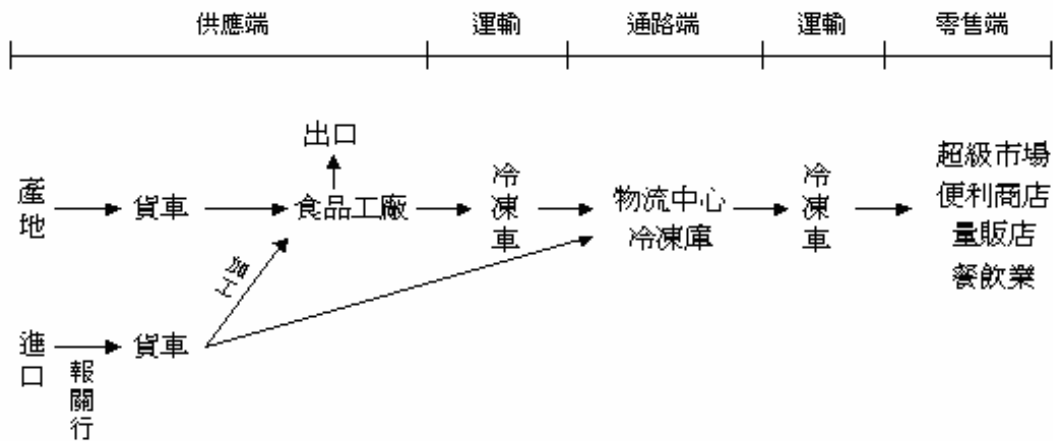 供應端
運輸
通路端
運輸
零售端
出口
產地
貨車
食品工廠
冷凍車
物流中心
冷凍庫
冷凍車
超級市場
便利商店
量販店
餐飲業
加工
進口
報關行
貨車